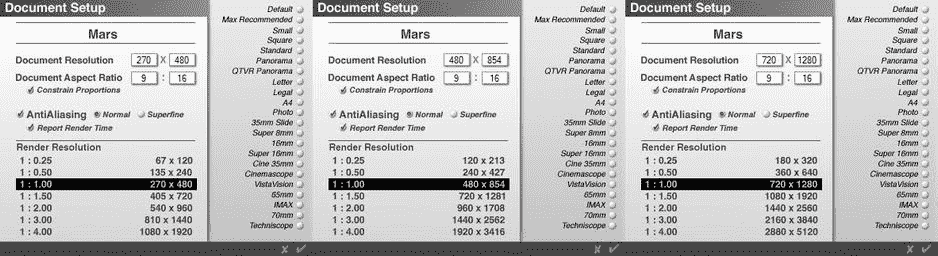 Document Setup
Mars
Document Resolution 270 X 480
Document Aspect Ratio 9 : 16
Constrain Proportions
AntiAliasing Normal Superfine
Report Render Time
Render Resolution
1 : 0.25 67 x 120
1 : 0.50 135 x 240
1 : 1.00 270 x 480
1 : 1.50 405 x 720
1 : 2.00 540 x 960
1 : 3.00 810 x 1440
1 : 4.00 1080 x 1920
Default
Max Recommended
Small
Square
Standard
Panorama
QTVR Panorama
Letter
Legal
A4
Photo
35mm Slide
Super 8mm
16mm
Super 16mm
Cine 35mm
Cinemascope
VistaVision
65mm
IMAX
70mm
Techniscope
Document Setup
Mars
Document Resolution 480 X 854
Document Aspect Ratio 9 : 16
Constrain Proportions
AntiAliasing Normal Superfine
Report Render Time
Render Resolution
1 : 0.25 120 x 213
1 : 0.50 240 x 427
1 : 1.00 480 x 854
1 : 1.50 720 x 1281
1 : 2.00 960 x 1708
1 : 3.00 1440 x 2562
1 : 4.00 1920 x 3416
Default
Max Recommended
Small
Square
Standard
Panorama
QTVR Panorama
Letter
Legal
A4
Photo
35mm Slide
Super 8mm
16mm
Super 16mm
Cine 35mm
Cinemascope
VistaVision
65mm
IMAX
70mm
Techniscope
Document Setup
Mars
Document Resolution 720 X 1280
Document Aspect Ratio 9 : 16
Constrain Proportions
AntiAliasing Normal Superfine
Report Render Time
Render Resolution
1 : 0.25 180 x 320
1 : 0.50 360 x 640
1 : 1.00 720 x 1280
1 : 1.50 1080 x 1920
1 : 2.00 1440 x 2560
1 : 3.00 2160 x 3840
1 : 4.00 2880 x 5120
Default
Max Recommended
Small
Square
Standard
Panorama
QTVR Panorama
Letter
Legal
A4
Photo
35mm Slide
Super 8mm
16mm
Super 16mm
Cine 35mm
Cinemascope
VistaVision
65mm
IMAX
70mm
Techniscope